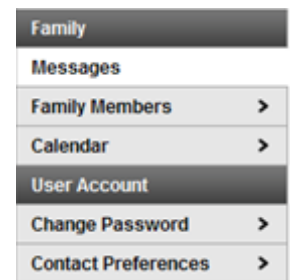 Family
Messages
Family Members >
Calendar >
User Account
Change Password >
Contact Preferences >